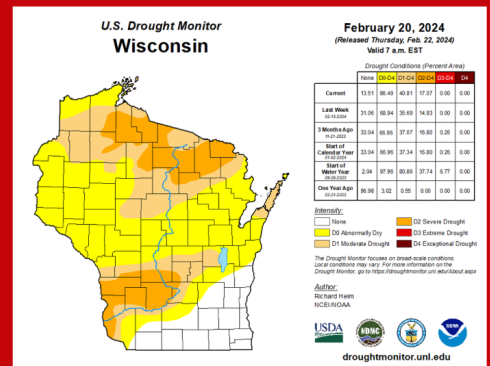 U.S. Drought Monitor
Wisconsin
February 20, 2024
(Released Thursday, Feb. 22, 2024)
Valid 7 a.m. EST
Drought Conditions (Percent Area)
None D0-D4 D1-D4 D2-D4 D3-D4 D4
Current 13.51 86.49 40.91 17.07 0.00 0.00
Last Week 31.06 68.94 35.69 14.93 0.00 0.00
02-13-2024
3 Months Ago 33.04 66.96 37.74 16.80 0.26 0.00
11-21-2023
Start of
Calendar Year 33.04 66.96 37.34 16.80 0.26 0.00
01-02-2024
Start of
Water Year 2.04 97.96 80.86 37.74 6.77 0.00
09-26-2023
One Year Ago 96.98 3.02 0.55 0.00 0.00 0.00
02-21-2023
Intensity:
None
D0 Abnormally Dry
D1 Moderate Drought
D2 Severe Drought
D3 Extreme Drought
D4 Exceptional Drought
The Drought Monitor focuses on broad-scale conditions.
Local conditions may vary. For more information on the
Drought Monitor, go to https://droughtmonitor.unl.edu/About.aspx
Author:
Richard Heim
NCEI/NOAA
USDA
NDMC
droughtmonitor.unl.edu